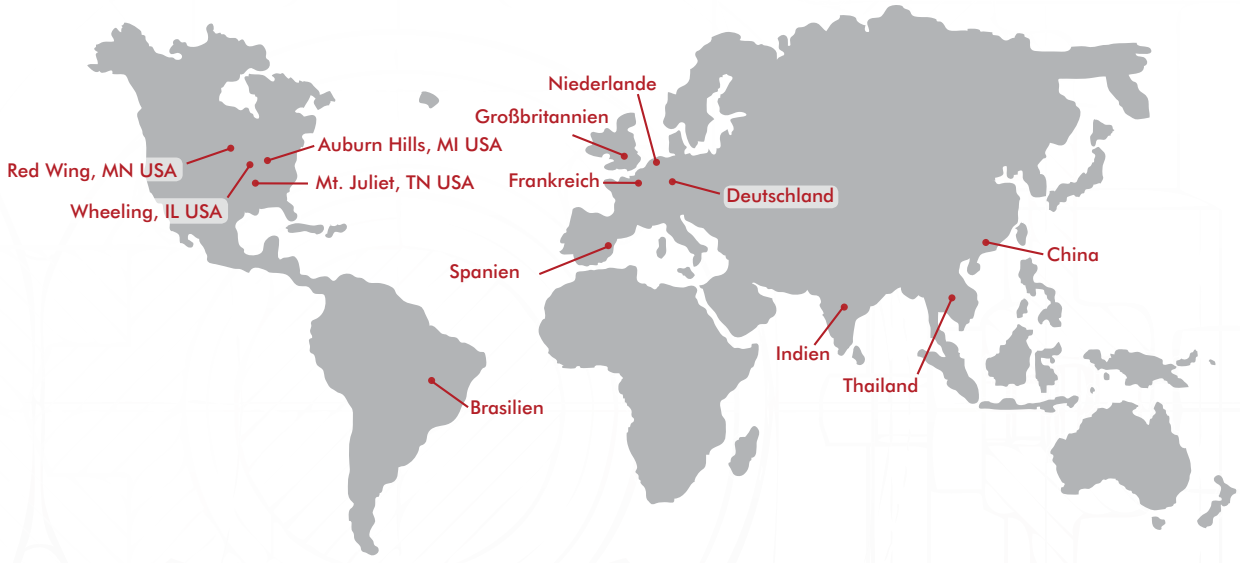 Niederlande
Großbritannien
Auburn Hills, MI USA
Red Wing, MN USA
Frankreich
Mt. Juliet, TN USA
Deutschland
Wheeling, IL USA
China
Spanien
Indien
Thailand
Brasilien